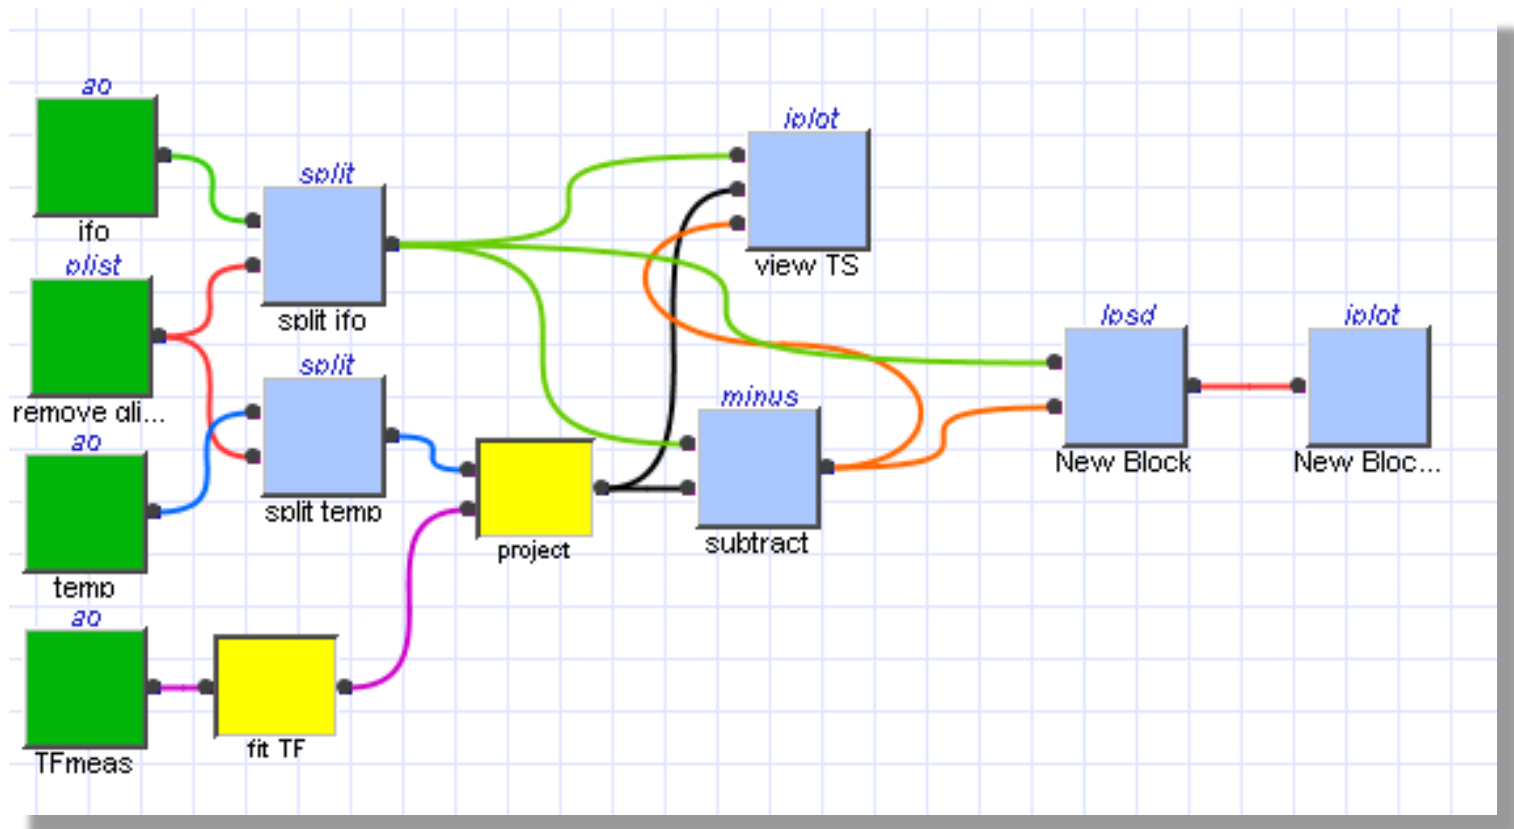 ao
ifo
plist
remove ali...
ao
temp
ao
TFmeas
split
split ifo
split
split temp
fit TF
project
iplot
view TS
minus
subtract
lpsd
New Block
iplot
New Bloc...